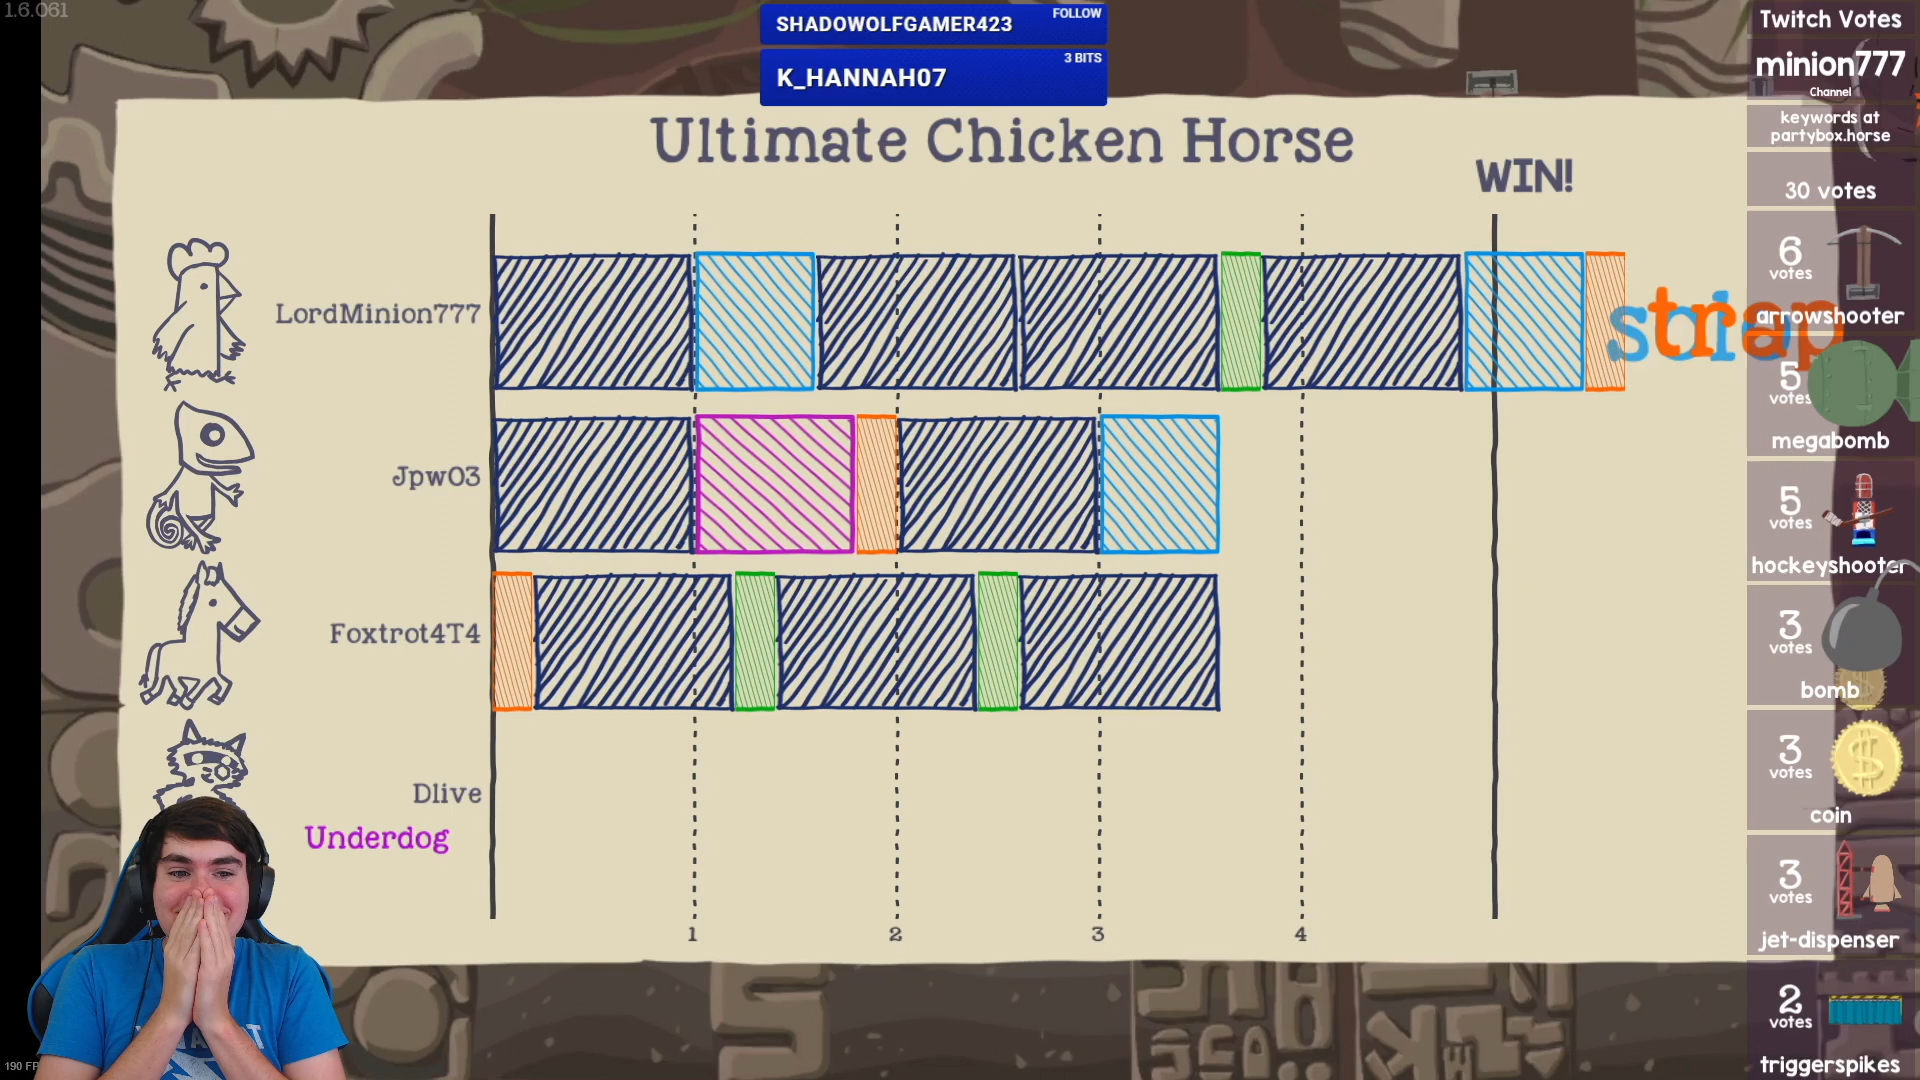 1.6.061
SHADOWOLFGAMER423 FOLLOW
K_HANNAH07 3 BITS
Ultimate Chicken Horse
WIN!
LordMinion777
Jpw03
Foxtrot4T4
Dlive
Underdog
1 2 3 4
190 FP
Twitch Votes
minion777
Channel
keywords at
partybox.horse
30 votes
6
votes
arrowshooter
5
votes
megabomb
5
votes
hockeyshooter
3
votes
bomb
3
votes
coin
3
votes
jet-dispenser
2
votes
triggerspikes